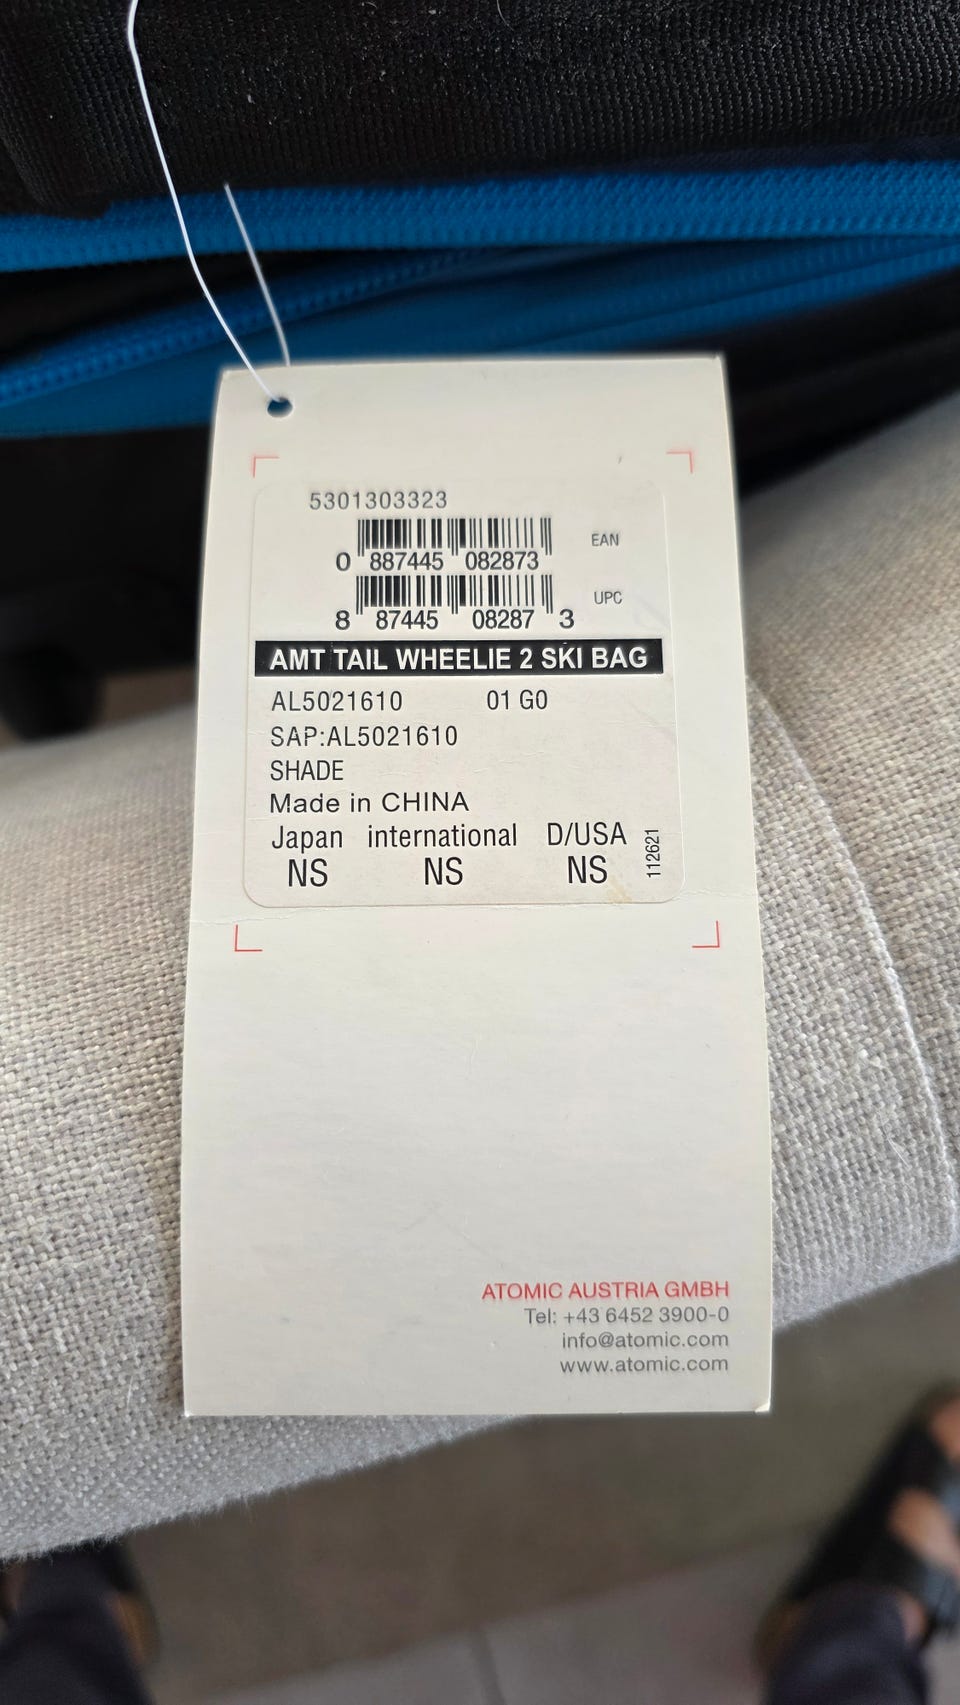 5301303323
EAN
0 887445 082873
UPC
8 87445 08287 3
AMT TAIL WHEELIE 2 SKI BAG
AL5021610 01 G0
SAP:AL5021610
SHADE
Made in CHINA
Japan international D/USA
NS NS NS
112621
ATOMIC AUSTRIA GMBH
Tel: +43 6452 3900-0
info@atomic.com
www.atomic.com